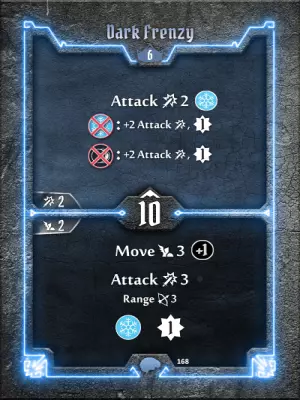 Dark Frenzy
6
Attack 2
: +2 Attack , 1
: +2 Attack , 1
2
10
2
Move 3 +1
Attack 3
Range 3
1
168